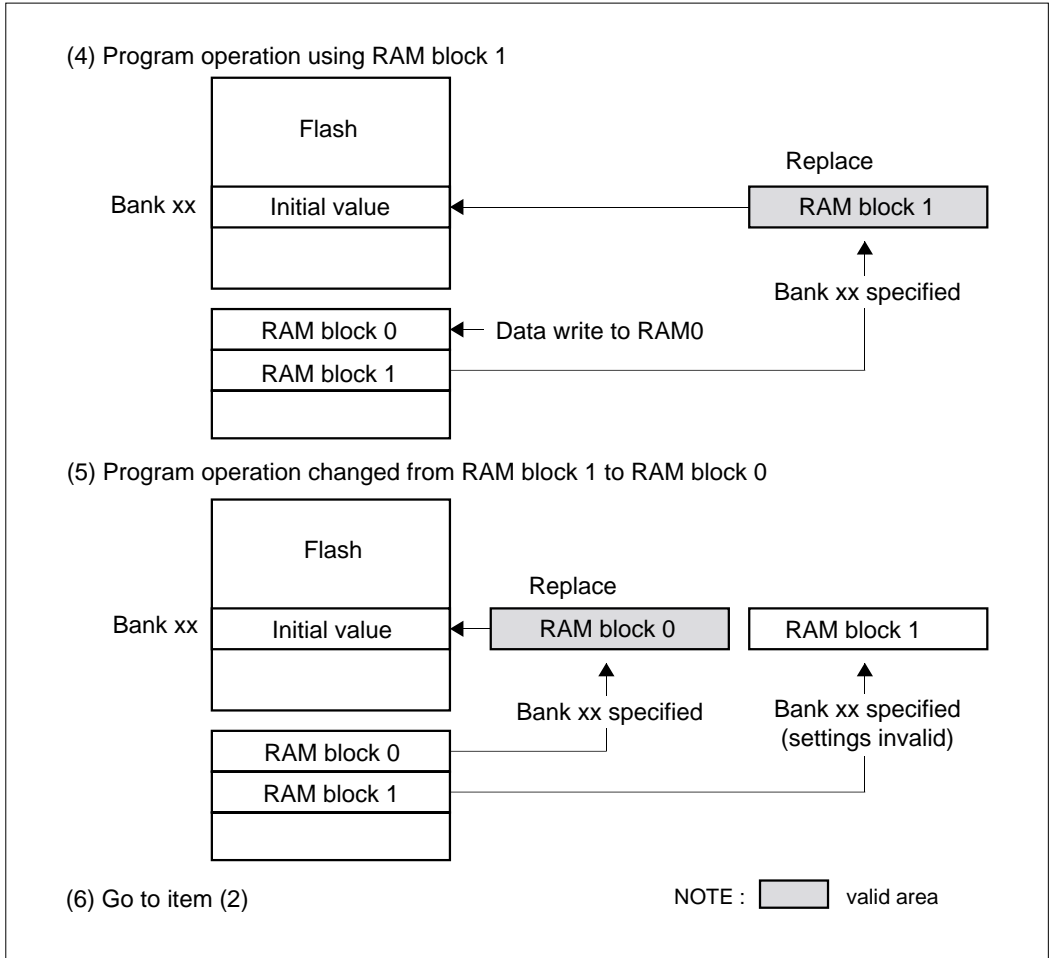 (4) Program operation using RAM block 1
Flash
Replace
Bank xx
Initial value
RAM block 1
Bank xx specified
RAM block 0
Data write to RAM0
RAM block 1
(5) Program operation changed from RAM block 1 to RAM block 0
Flash
Replace
Bank xx
Initial value
RAM block 0
RAM block 1
Bank xx specified
Bank xx specified
(settings invalid)
RAM block 0
RAM block 1
(6) Go to item (2)
NOTE :
valid area